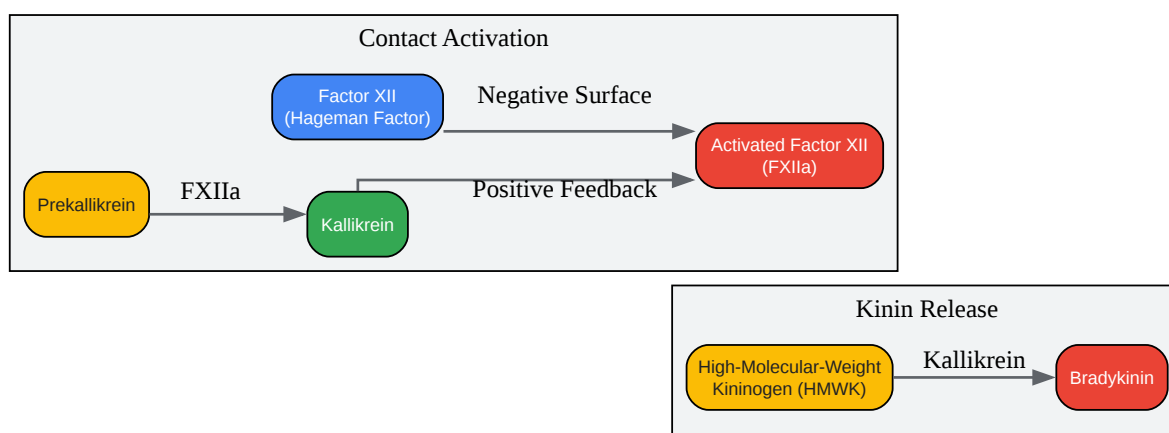 Contact Activation
Factor XII
(Hageman Factor)
Negative Surface
Activated Factor XII
(FXIIa)
Prekallikrein
FXIIa
Kallikrein
Positive Feedback
Kinin Release
High-Molecular-Weight
Kininogen (HMWK)
Kallikrein
Bradykinin